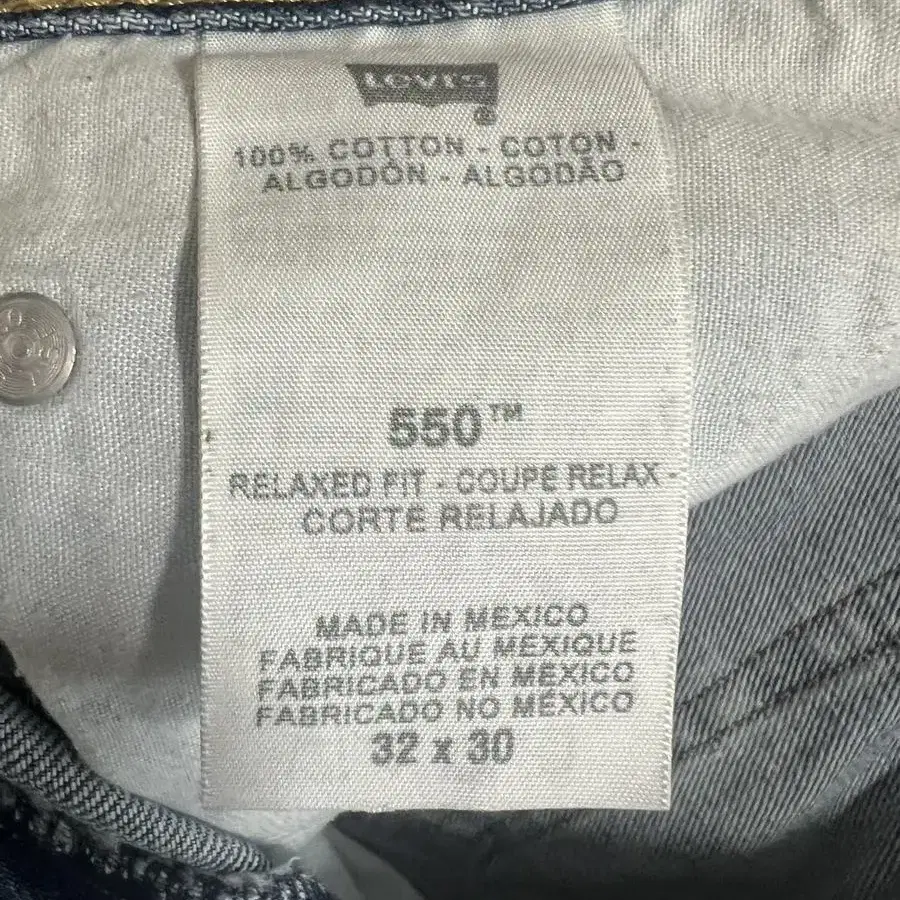 Levi's
®
100% COTTON - COTON -
ALGODÓN - ALGODÃO
550™
RELAXED FIT - COUPE RELAX -
CORTE RELAJADO
MADE IN MEXICO
FABRIQUE AU MEXIQUE
FABRICADO EN MEXICO
FABRICADO NO MÉXICO
32 x 30